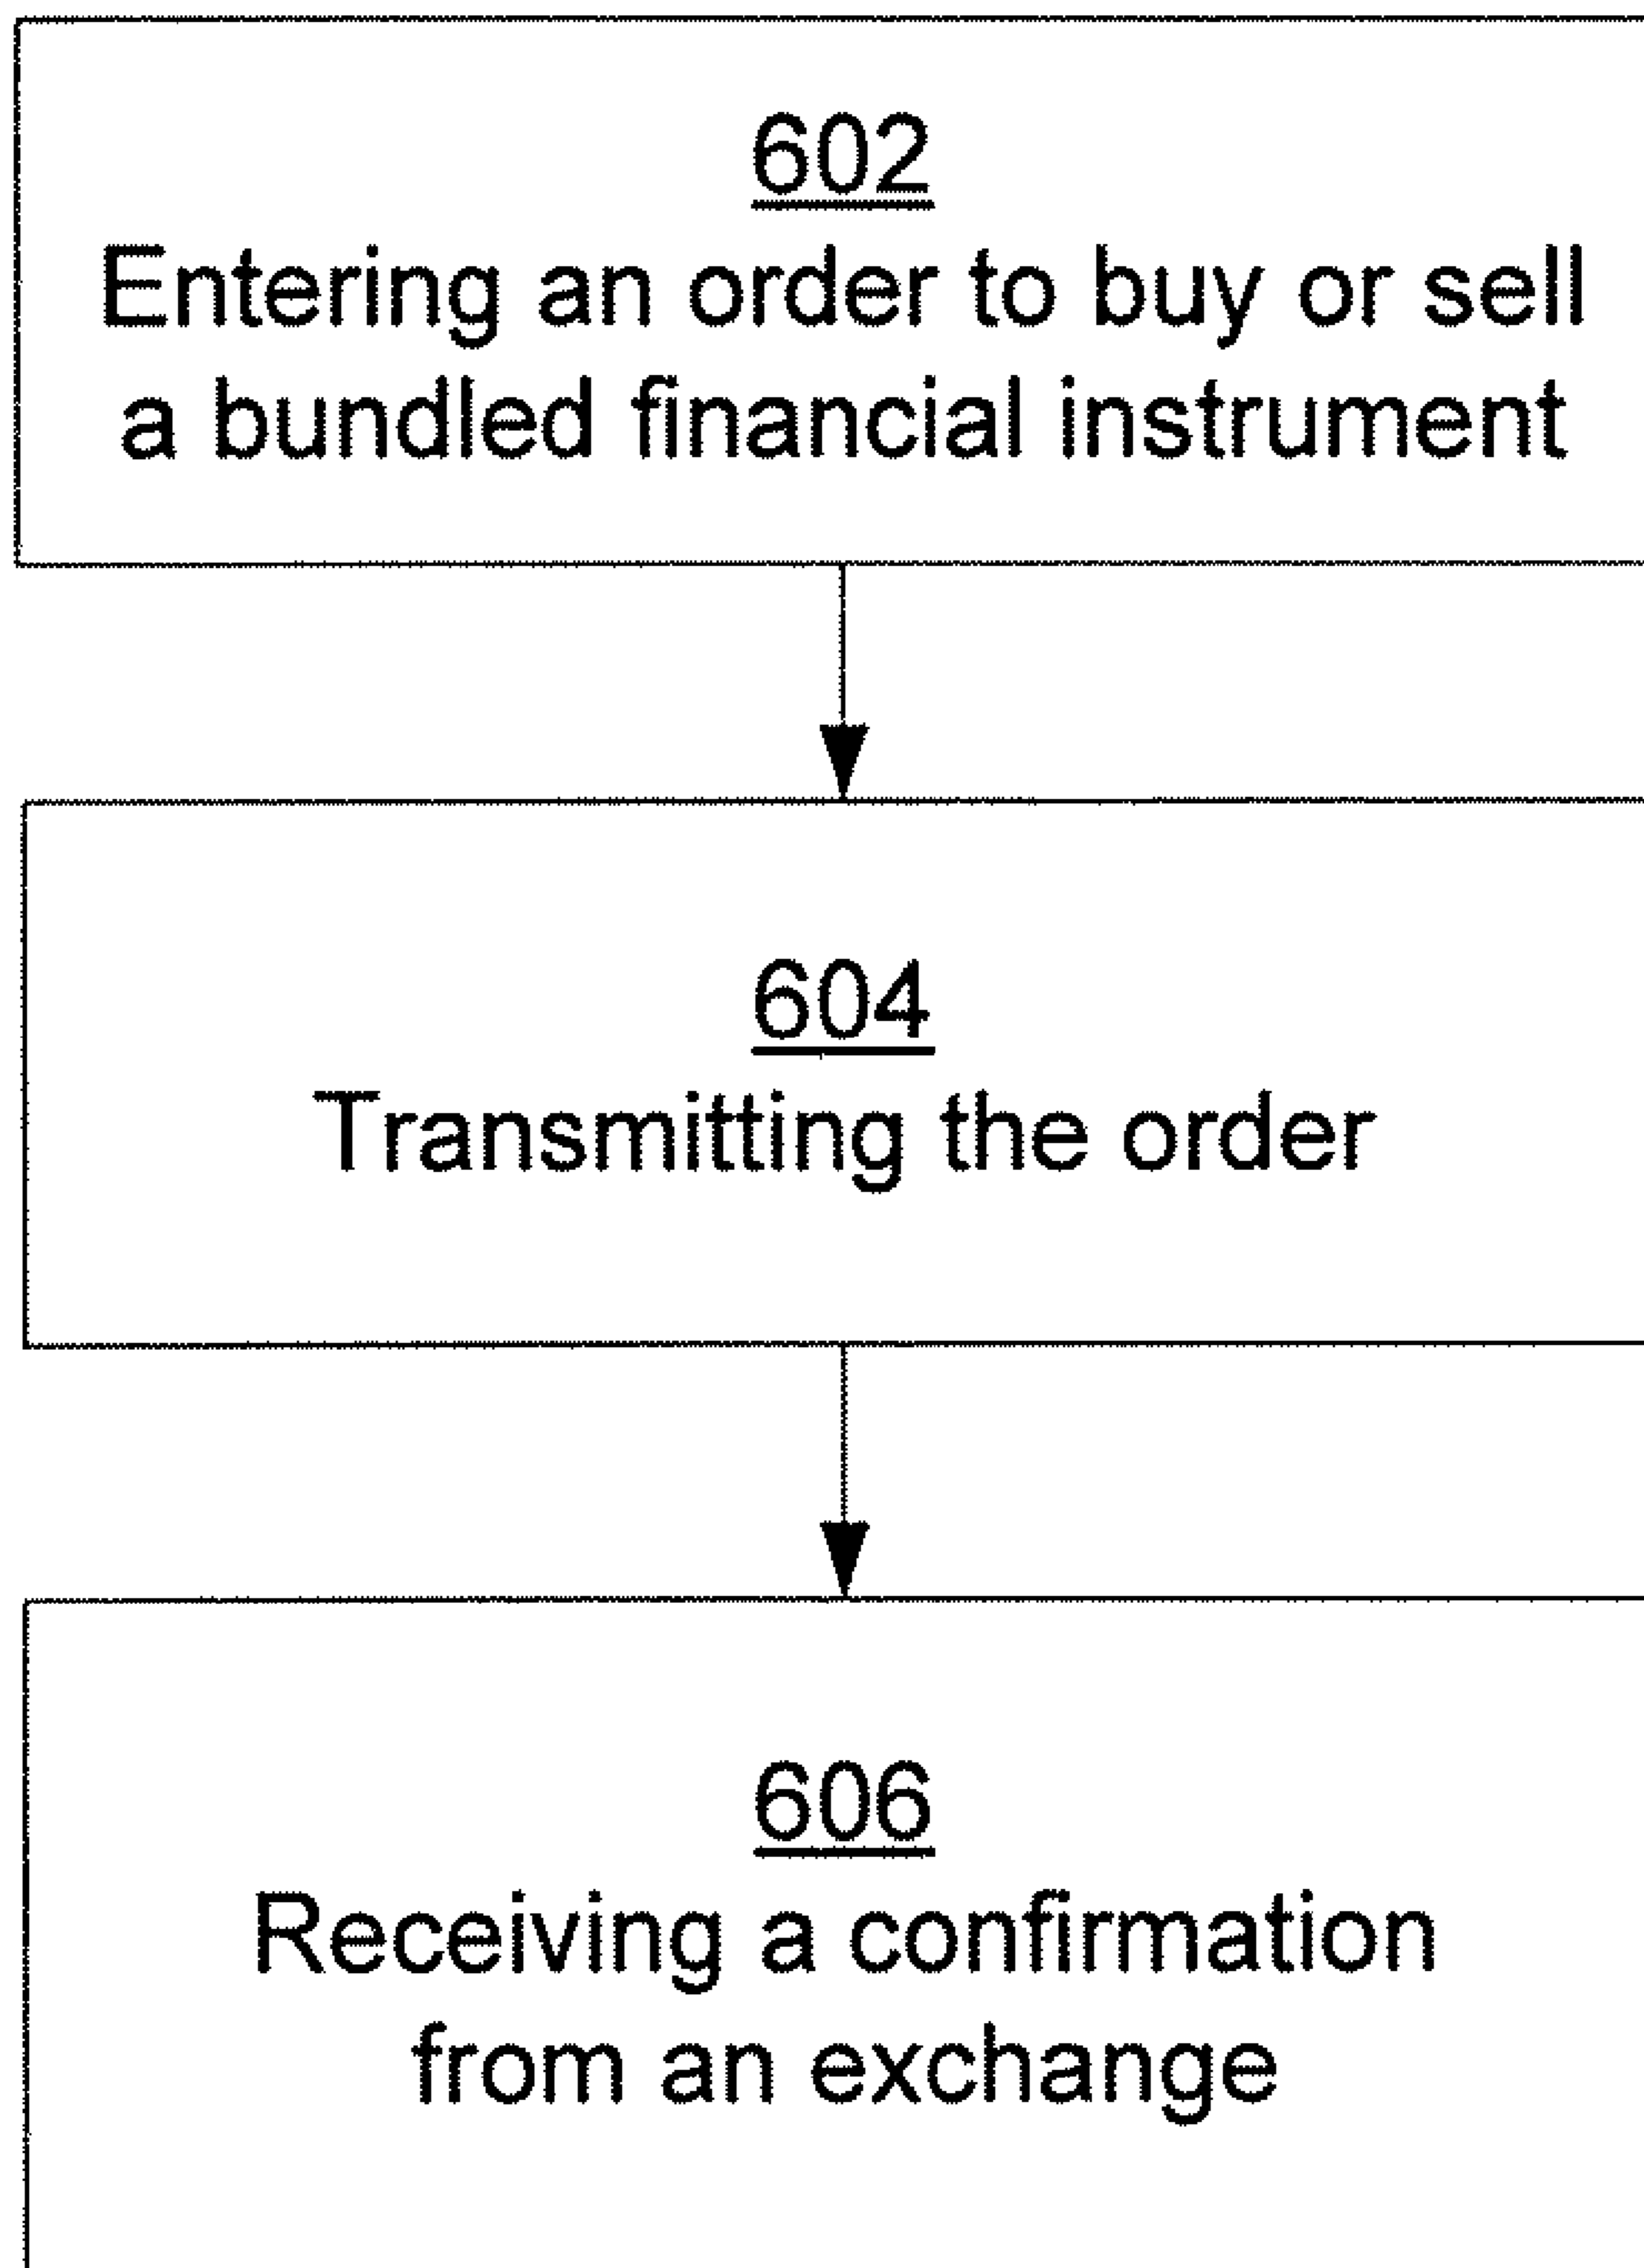 602
Entering an order to buy or sell
a bundled financial instrument
604
Transmitting the order
606
Receiving a confirmation
from an exchange